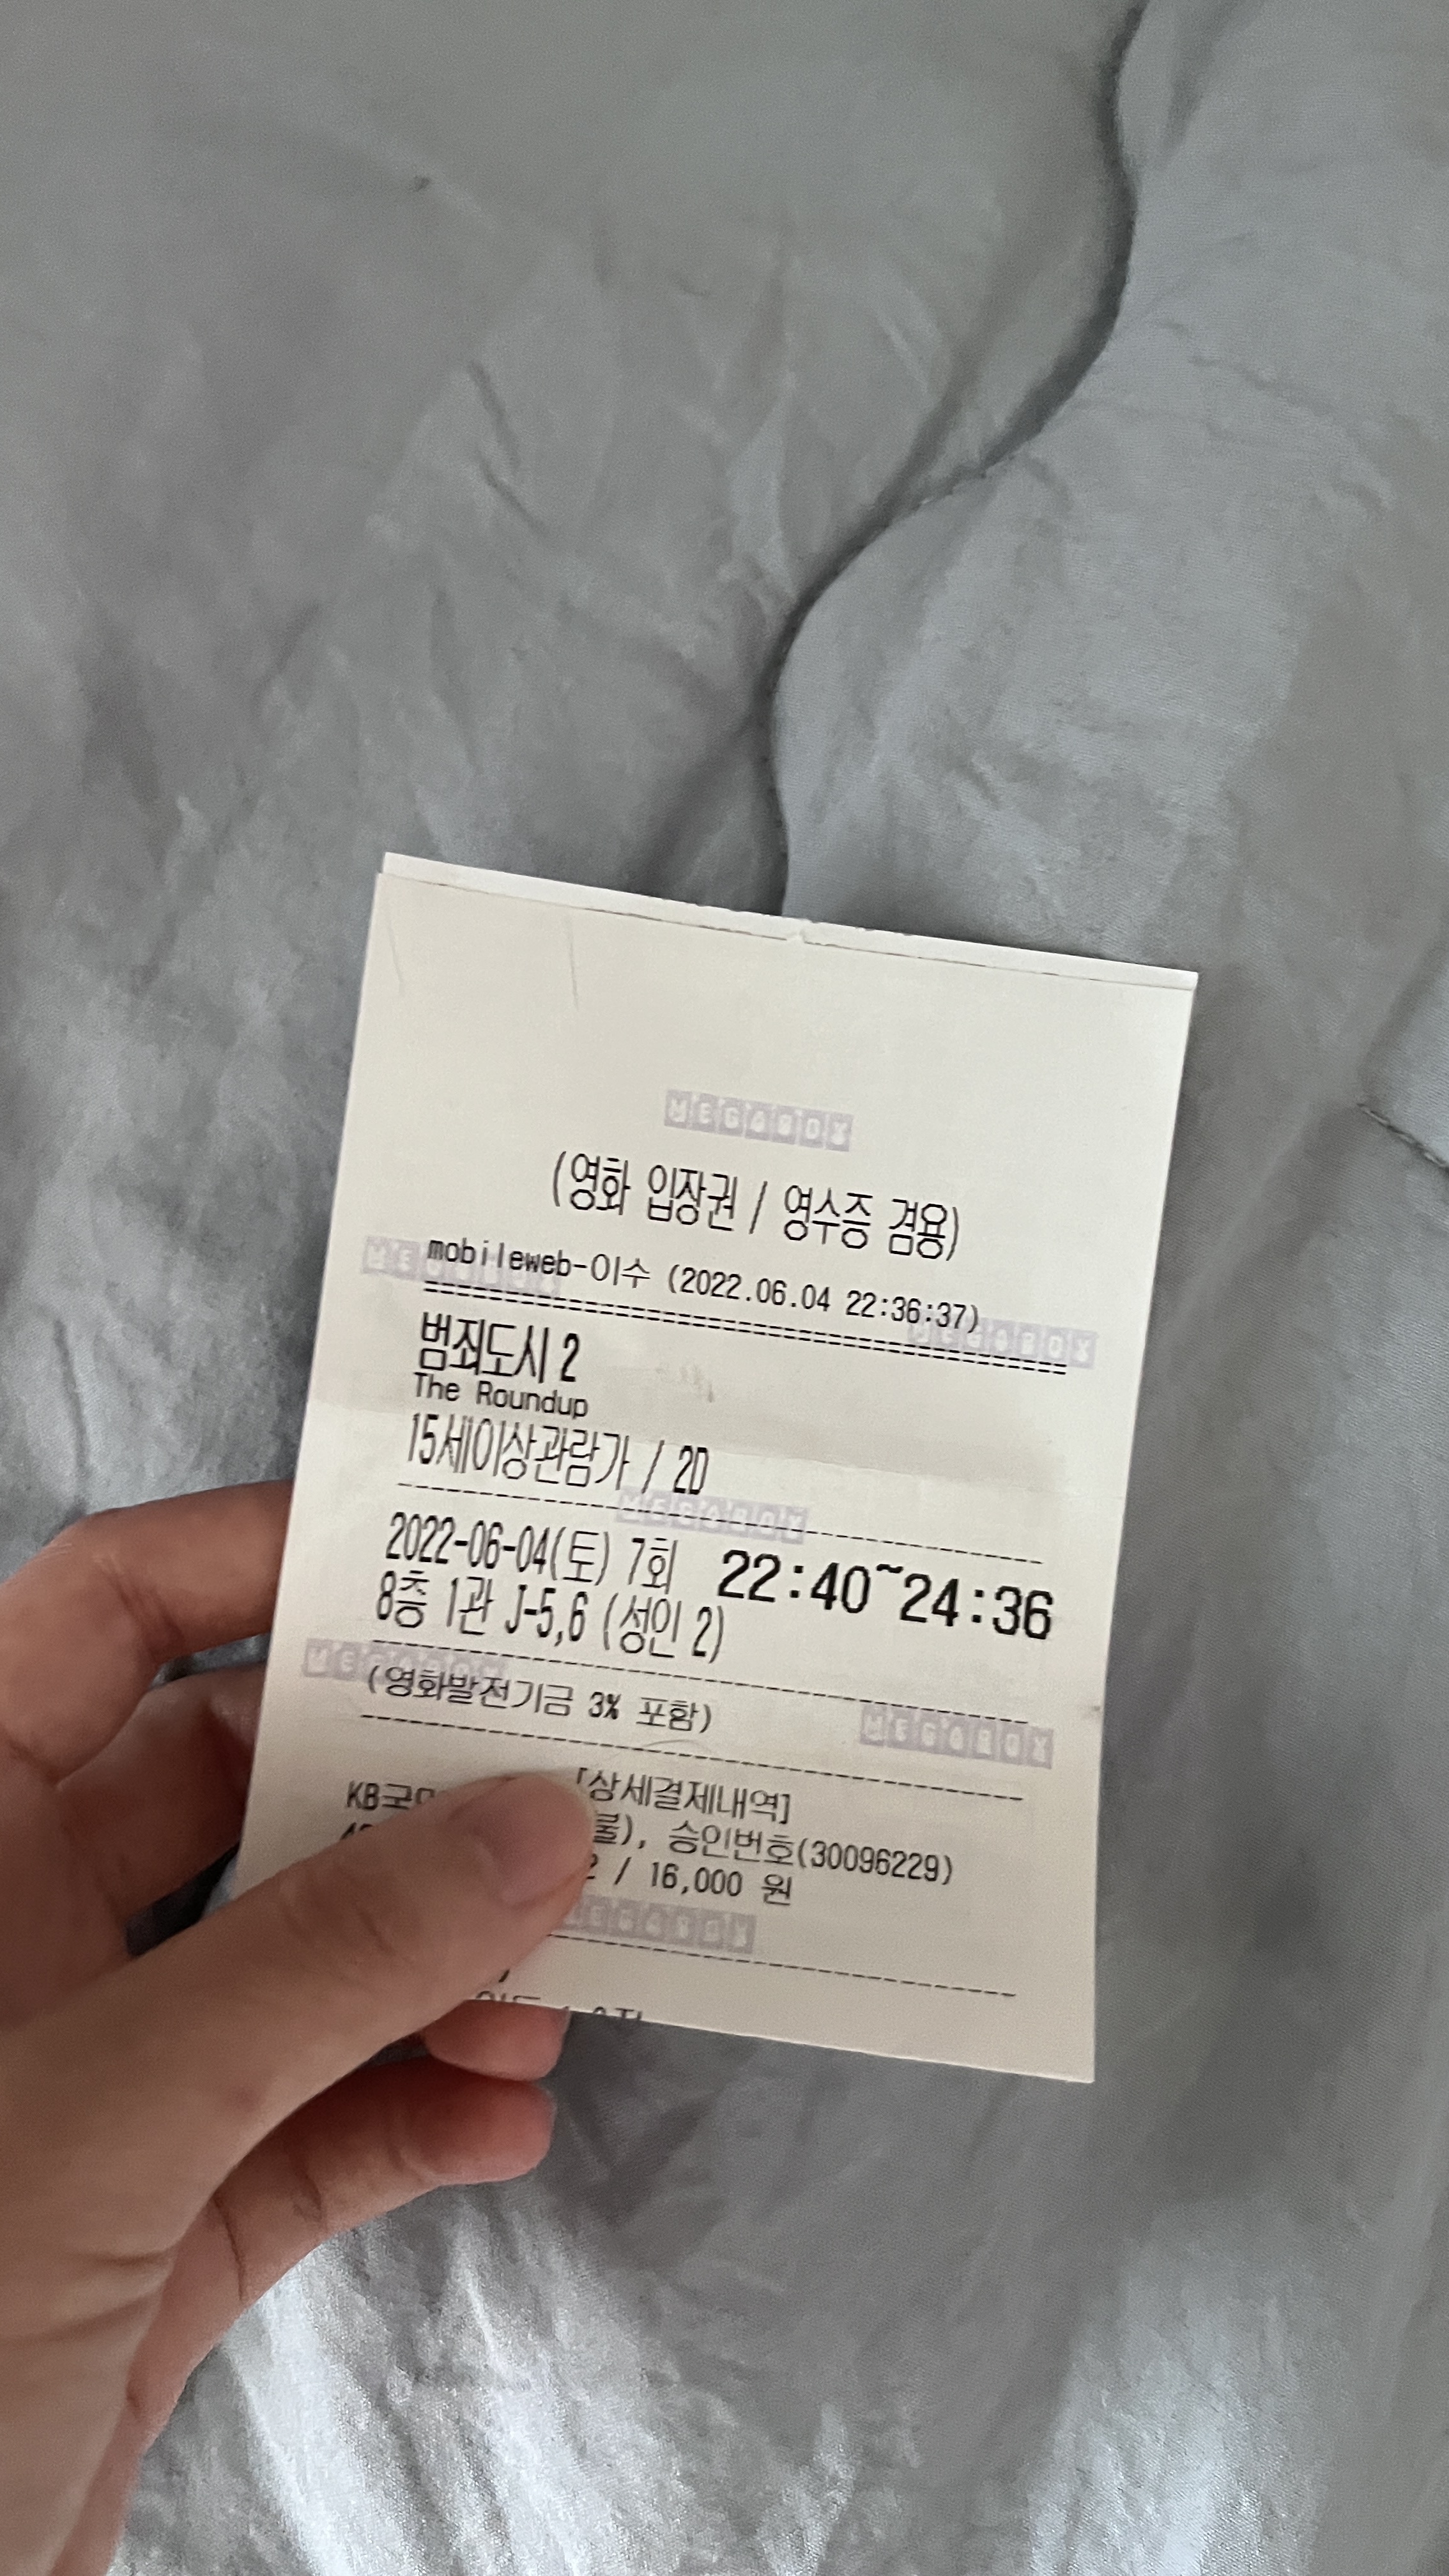 MEGABOX
(영화 입장권 / 영수증 겸용)
mobileweb-이수 (2022.06.04 22:36:37)
MEGABOX
범죄도시 2
The Roundup
15세이상관람가 / 2D
MEGABOX
2022-06-04(토) 7회 22:40~24:36
8층 1관 J-5,6 (성인 2)
(영화발전기금 3% 포함)
MEGABOX
[상세결제내역]
승인번호(30096229)
/ 16,000 원
MEGABOX